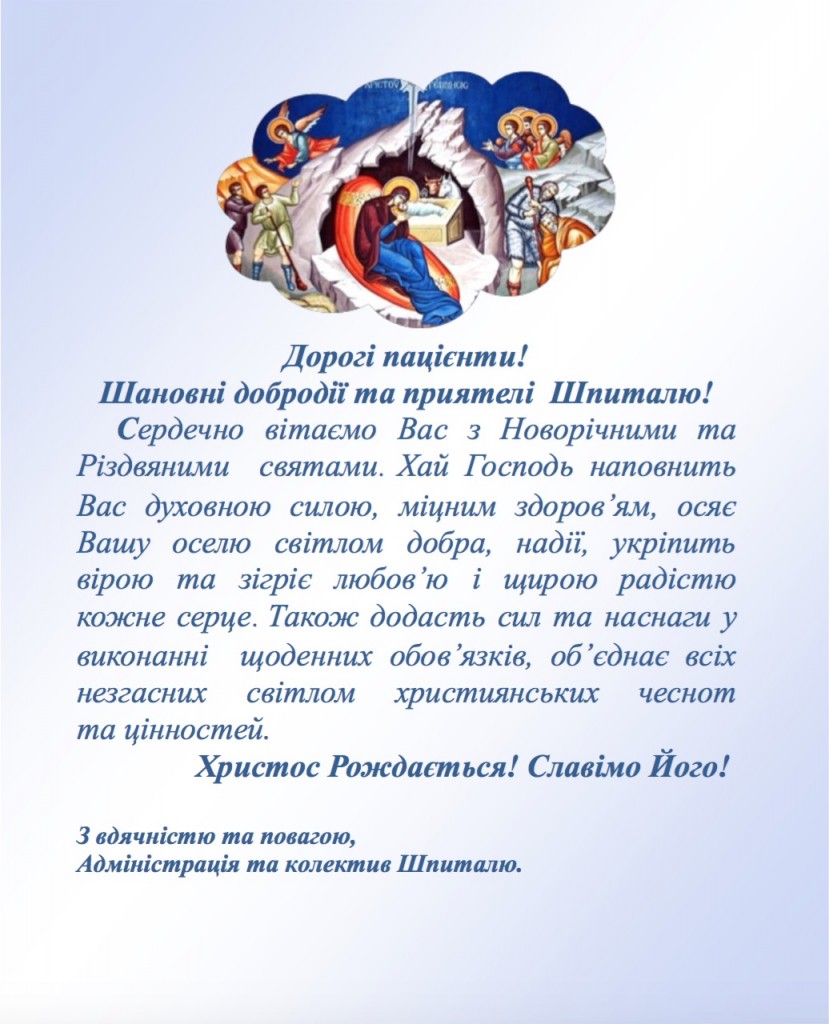 Дорогі пацієнти!
Шановні добродії та приятелі Шпиталю!
Сердечно вітаємо Вас з Новорічними та
Різдвяними святами. Хай Господь наповнить
Вас духовною силою, міцним здоров’ям, осяє
Вашу оселю світлом добра, надії, укріпить
вірою та зігріє любов’ю і щирою радістю
кожне серце. Також додасть сил та наснаги у
виконанні щоденних обов’язків, об’єднає всіх
незгасних світлом християнських чеснот
та цінностей.
Христос Рождається! Славімо Його!
З вдячністю та повагою,
Адміністрація та колектив Шпиталю.